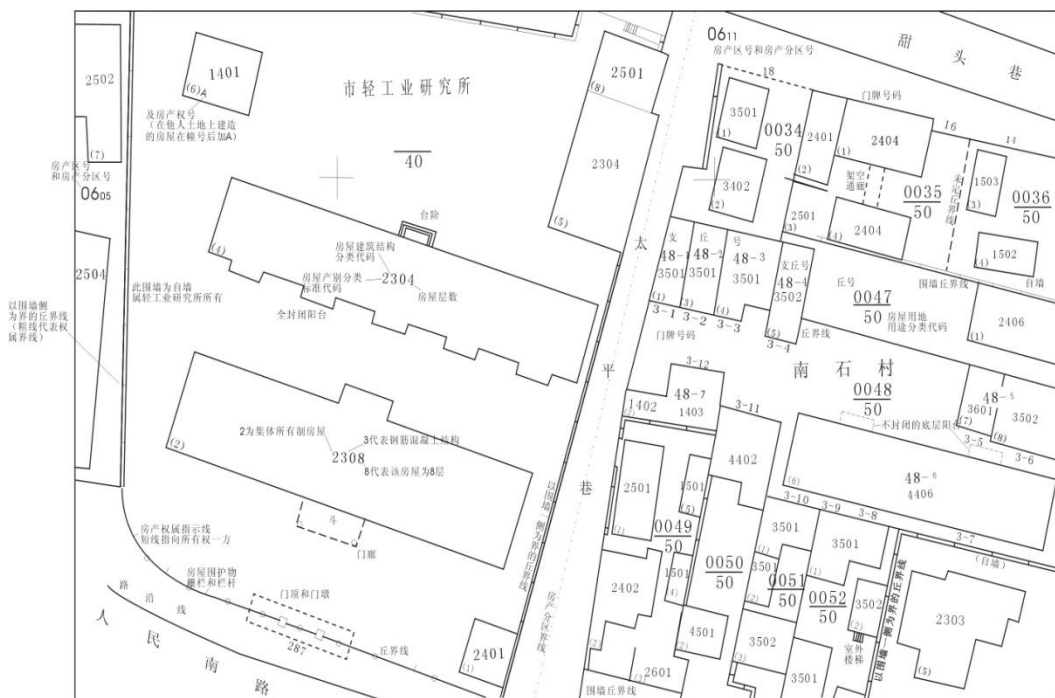 0611
房产区号和房产分区号
甜头巷
2502
1401
(6)A
及房产权号
(在他人土地上建造
的房屋在幢号后加A)
(7)
房产区号
和房产分区号
0605
市轻工业研究所
40
2501
(8)
2304
(5)
18
3501
(1)
0034
50
门牌号码
2401
(2)
2404
(1)
16
14
3402
(2)
架空
通廊
0035
50
未定丘界线
1503
(3)
0036
50
2501
(3)
2404
(4)
1502
(4)
台阶
(4)
房屋建筑结构
分类代码
房屋产别分类
标准代码
2304
房屋层数
全封闭阳台
2504
此围墙为自墙
属轻工业研究所所有
以围墙侧
为界的丘界线
(粗线代表权
属界线)
太平巷
支丘号
48-1
3501
(1)
48-2
3501
(3)
48-3
3501
(4)
支丘号
48-4
3502
(5)
3-1
3-2
3-3
3-4
门牌号码
丘界线
丘号
0047
50
房屋用地
用途分类代码
围墙丘界线
自墙
2406
(1)
南石村
0048
50
3-12
48-7
1402
1403
(2)
3-11
不封闭的底层阳台
3601
(7)
48-5
3502
(8)
3-5
3-6
48-6
4406
(6)
3-7
(自墙)
2为集体所有制房屋
3代表钢筋混凝土结构
2308
8代表该房屋为8层
(2)
斗
门廊
4402
2501
(1)
1501
(5)
0049
50
1501
(4)
2402
(2)
2601
(3)
围墙丘界线
0050
50
4501
(2)
3-10
3-9
3-8
3501
(1)
3501
(2)
3502
(3)
0051
50
3501
(1)
0052
50
3502
(2)
室外
楼梯
3501
以围墙一侧为界的丘界线
2303
(5)
以围墙一侧为界的丘界线
房产分区界线
房产权属指示线
短线指向所有权一方
房屋围护物
栅栏和栏杆
门顶和门墩
287
丘界线
2401
(1)
路沿线
人民南路